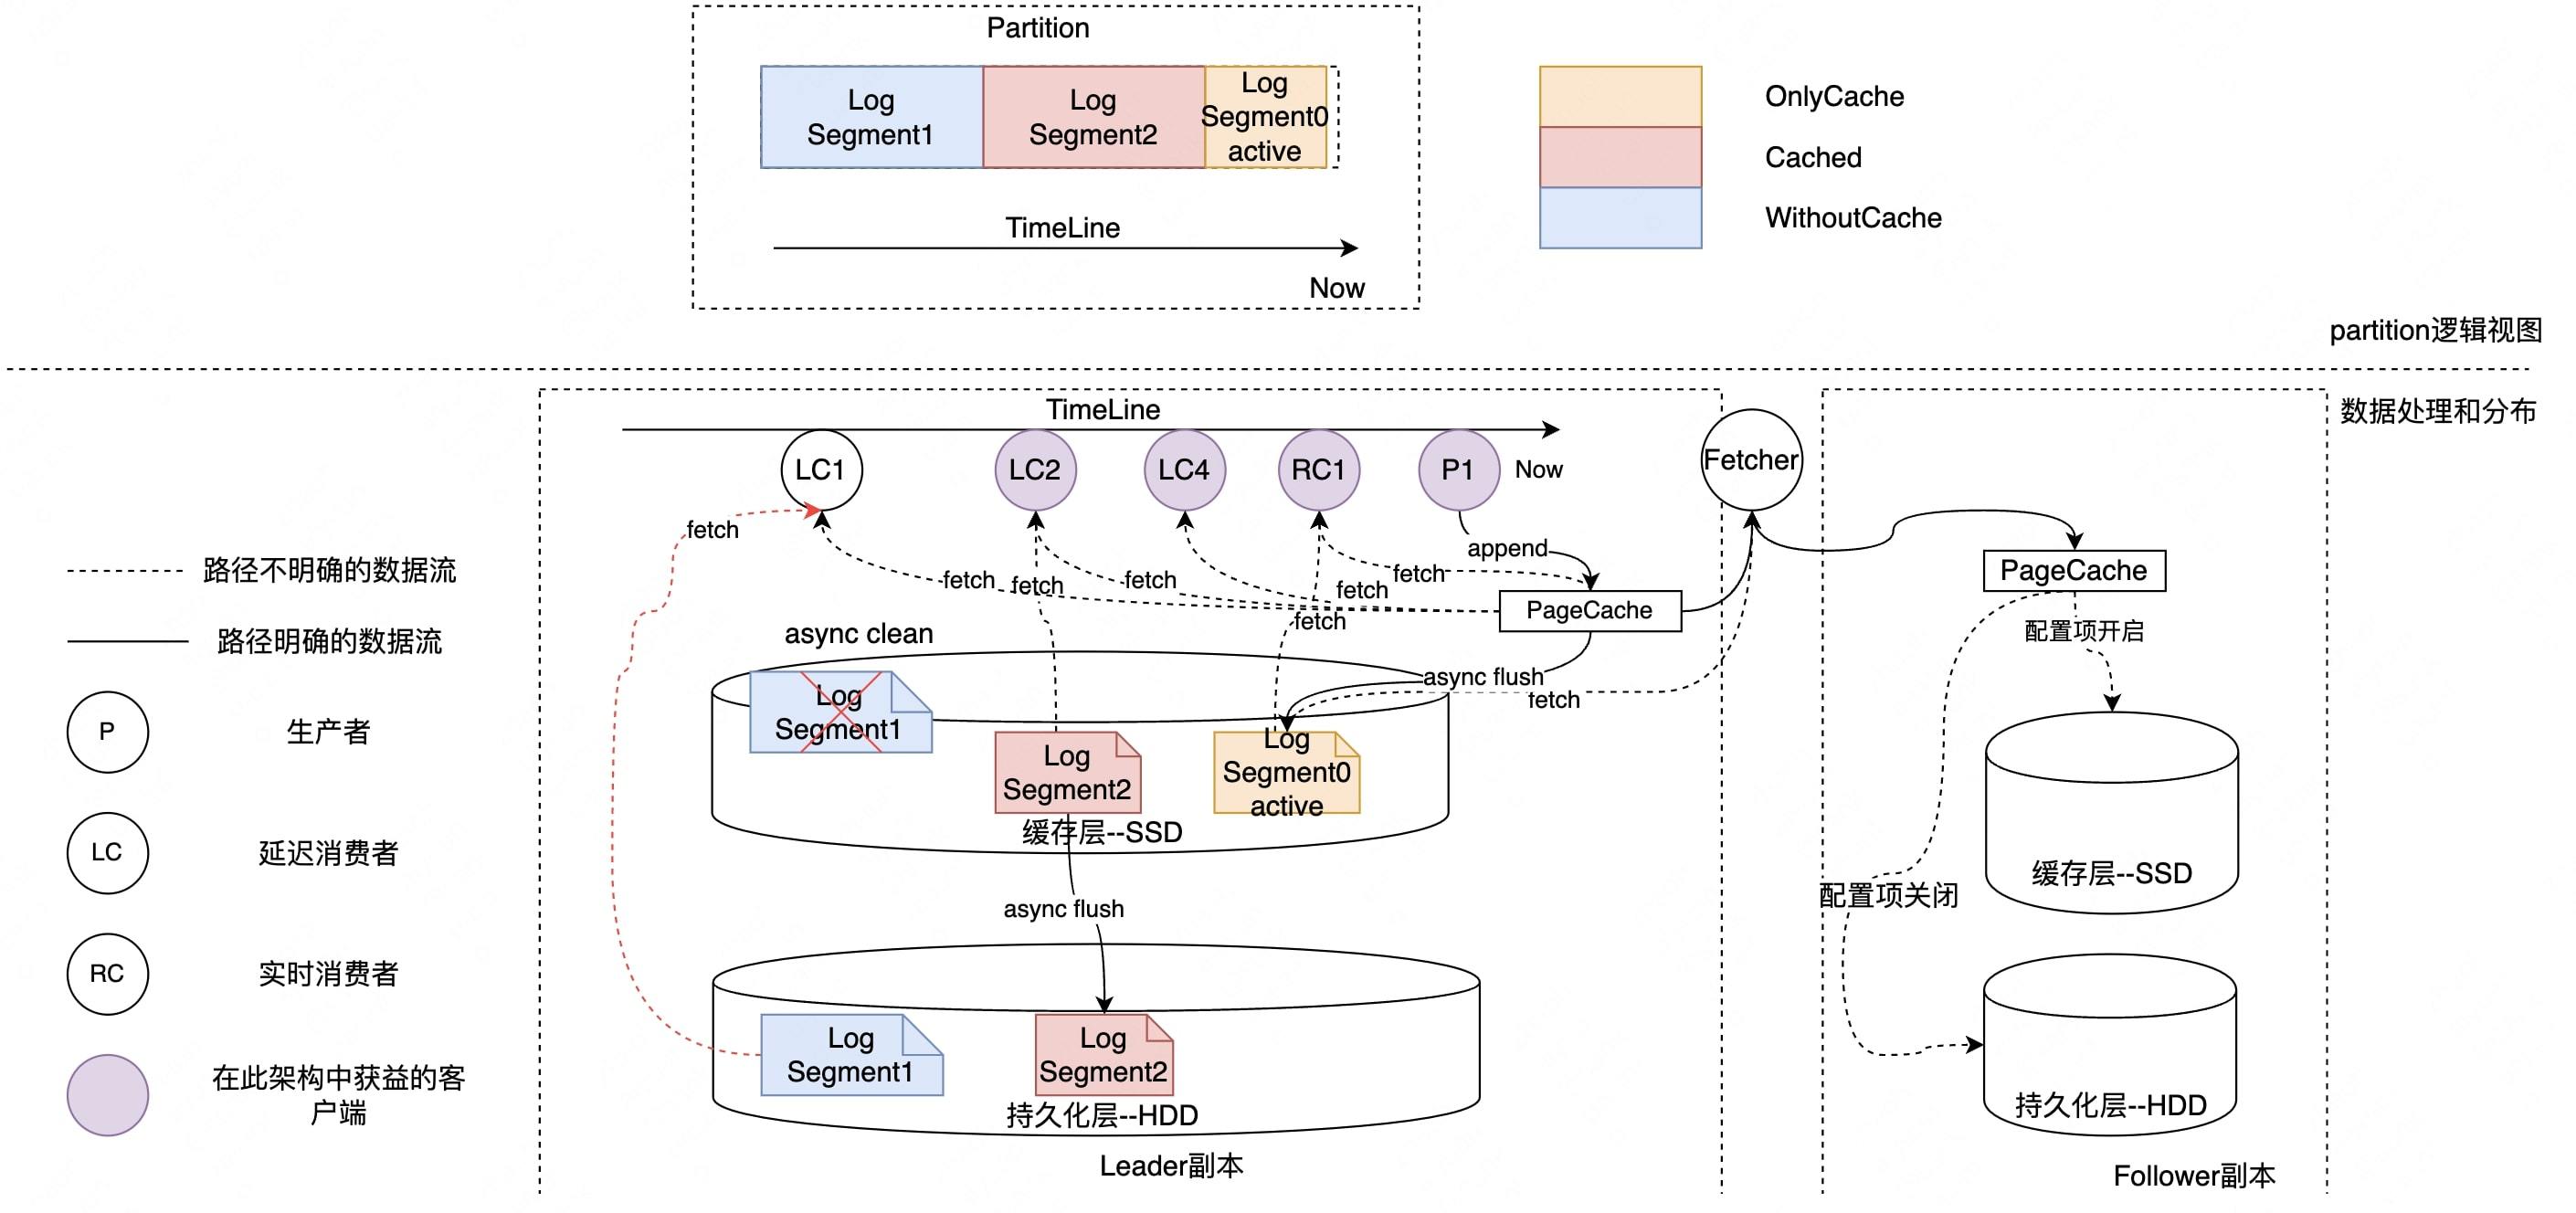 Partition
Log
Segment1
Log
Segment2
Log
Segment0
active
TimeLine
Now
OnlyCache
Cached
WithoutCache
partition逻辑视图
数据处理和分布
TimeLine
LC1
LC2
LC4
RC1
P1
Now
Fetcher
fetch
append
fetch
fetch
fetch
fetch
fetch
fetch
PageCache
PageCache
路径不明确的数据流
路径明确的数据流
P
生产者
LC
延迟消费者
RC
实时消费者
在此架构中获益的客
户端
async clean
async flush
fetch
Log
Segment1
Log
Segment2
Log
Segment0
active
缓存层--SSD
async flush
Log
Segment1
Log
Segment2
持久化层--HDD
Leader副本
配置项开启
缓存层--SSD
配置项关闭
持久化层--HDD
Follower副本